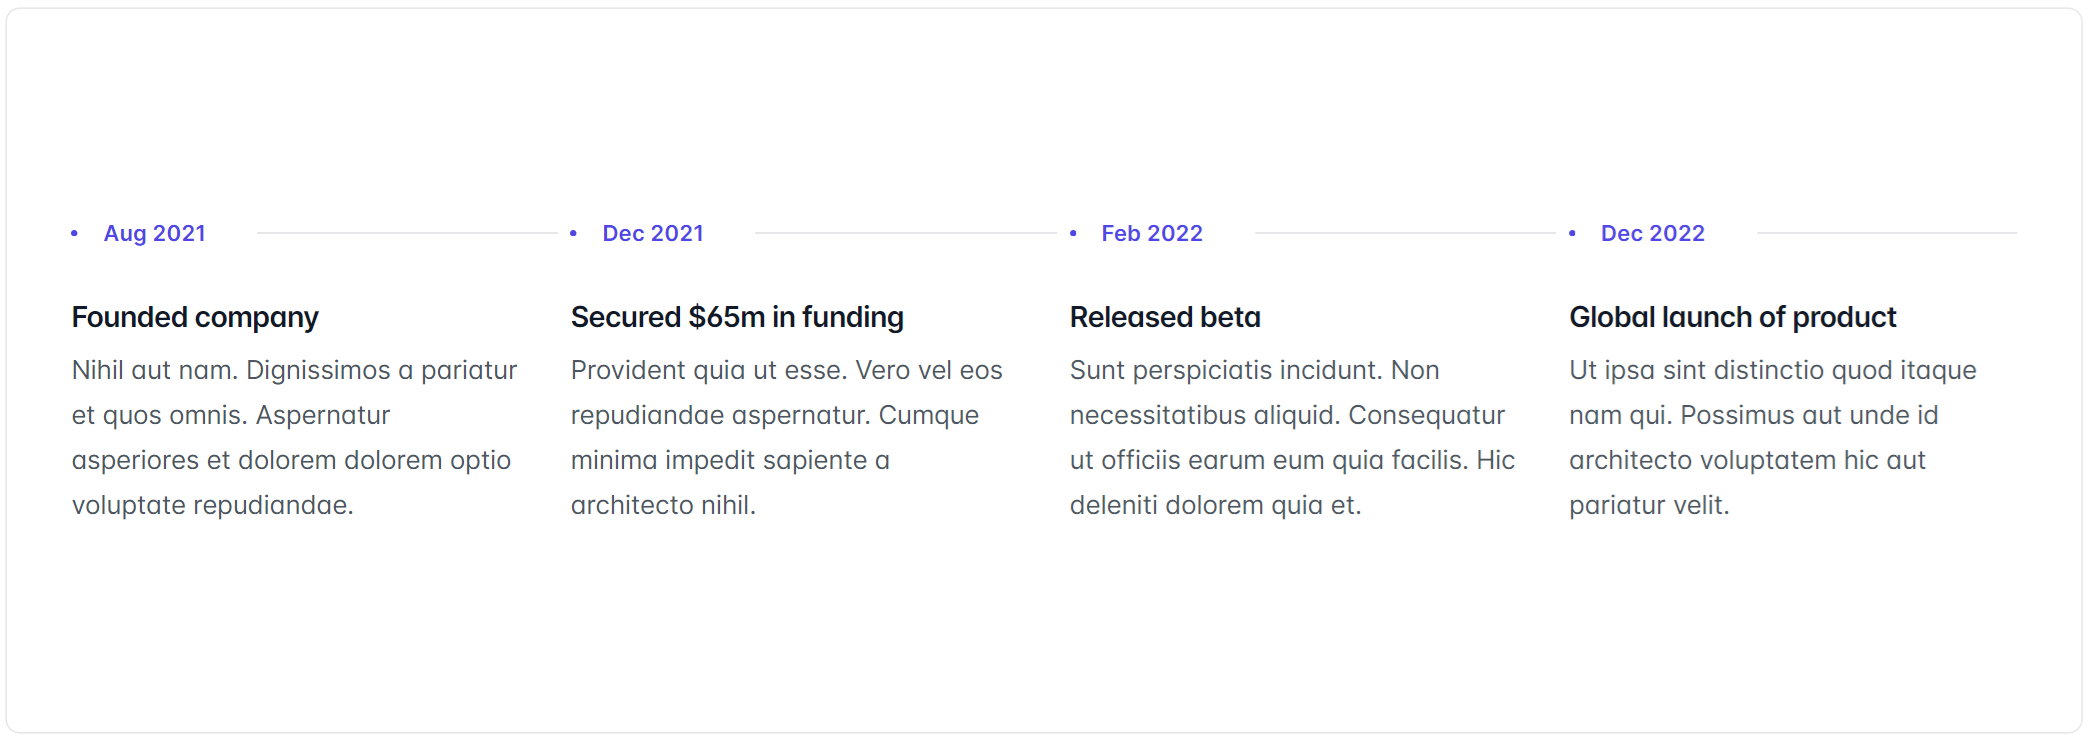 Aug 2021
Founded company
Nihil aut nam. Dignissimos a pariatur
et quos omnis. Aspernatur
asperiores et dolorem dolorem optio
voluptate repudiandae.
Dec 2021
Secured $65m in funding
Provident quia ut esse. Vero vel eos
repudiandae aspernatur. Cumque
minima impedit sapiente a
architecto nihil.
Feb 2022
Released beta
Sunt perspiciatis incidunt. Non
necessitatibus aliquid. Consequatur
ut officiis earum eum quia facilis. Hic
deleniti dolorem quia et.
Dec 2022
Global launch of product
Ut ipsa sint distinctio quod itaque
nam qui. Possimus aut unde id
architecto voluptatem hic aut
pariatur velit.